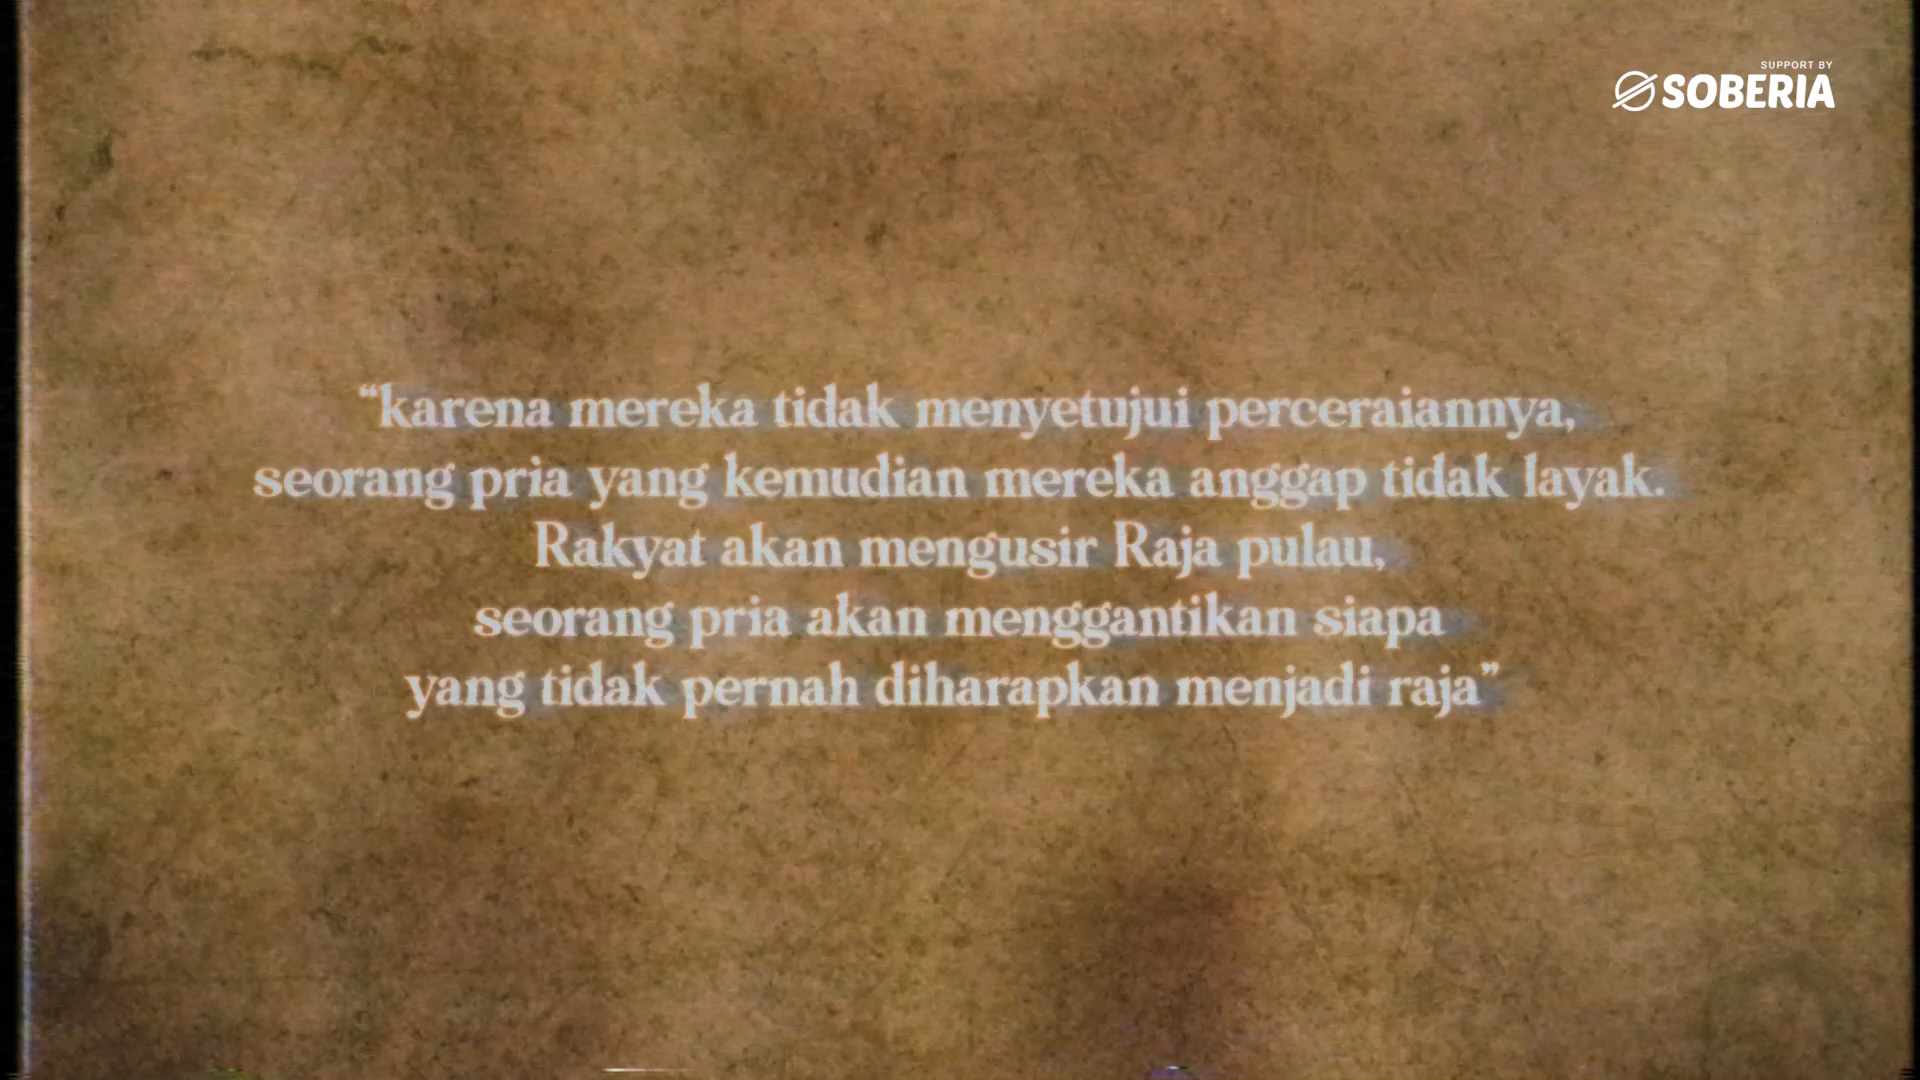 SUPPORT BY
SOBERIA
“karena mereka tidak menyetujui perceraiannya,
seorang pria yang kemudian mereka anggap tidak layak.
Rakyat akan mengusir Raja pulau,
seorang pria akan menggantikan siapa
yang tidak pernah diharapkan menjadi raja”